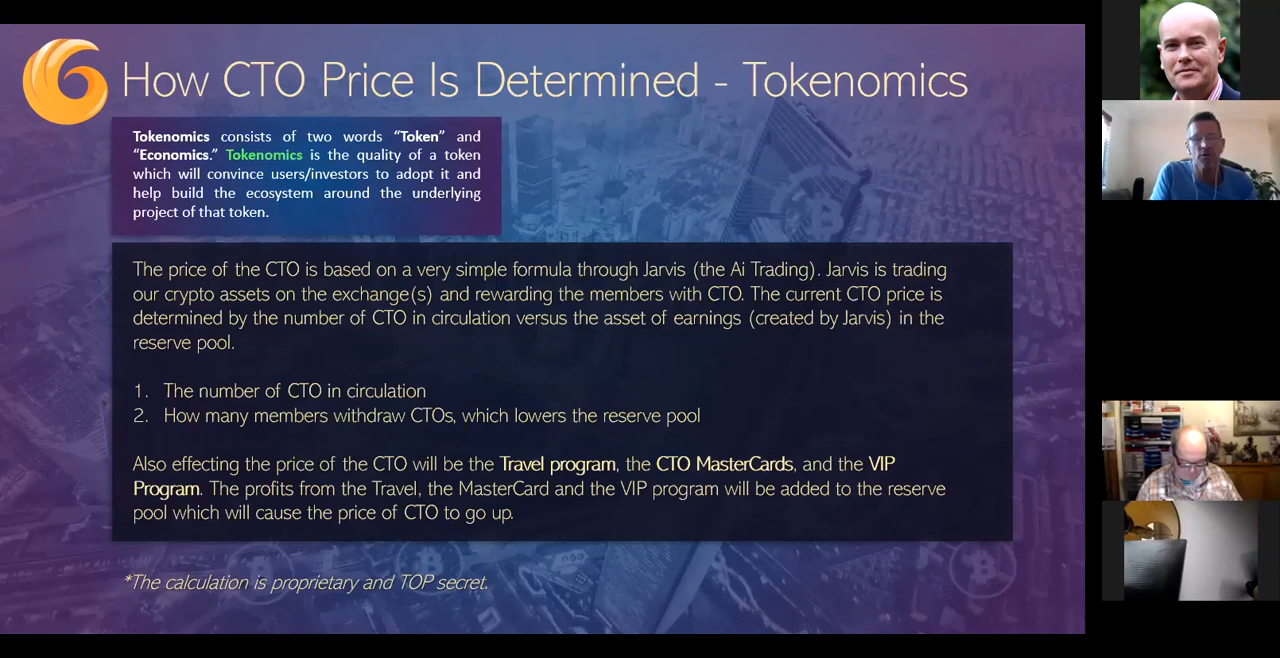 How CTO Price Is Determined - Tokenomics
Tokenomics consists of two words “Token” and
“Economics.” Tokenomics is the quality of a token
which will convince users/investors to adopt it and
help build the ecosystem around the underlying
project of that token.
The price of the CTO is based on a very simple formula through Jarvis (the Ai Trading). Jarvis is trading
our crypto assets on the exchange(s) and rewarding the members with CTO. The current CTO price is
determined by the number of CTO in circulation versus the asset of earnings (created by Jarvis) in the
reserve pool.
1. The number of CTO in circulation
2. How many members withdraw CTOs, which lowers the reserve pool
Also effecting the price of the CTO will be the Travel program, the CTO MasterCards, and the VIP
Program. The profits from the Travel, the MasterCard and the VIP program will be added to the reserve
pool which will cause the price of CTO to go up.
*The calculation is proprietary and TOP secret.